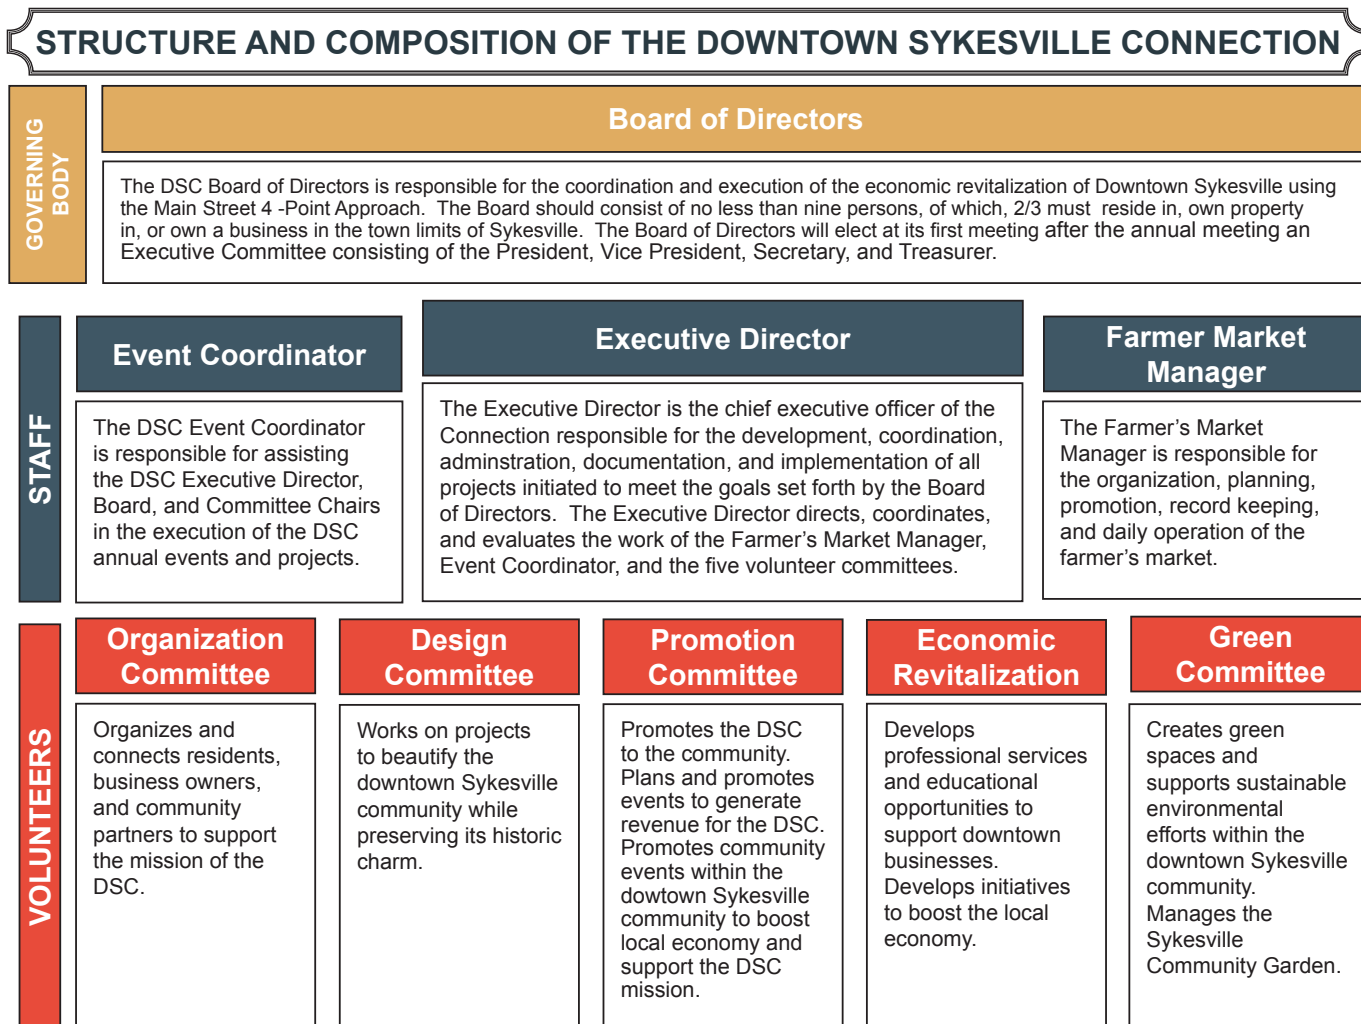 STRUCTURE AND COMPOSITION OF THE DOWNTOWN SYKESVILLE CONNECTION
GOVERNING
BODY
Board of Directors
The DSC Board of Directors is responsible for the coordination and execution of the economic revitalization of Downtown Sykesville using
the Main Street 4 -Point Approach. The Board should consist of no less than nine persons, of which, 2/3 must reside in, own property
in, or own a business in the town limits of Sykesville. The Board of Directors will elect at its first meeting after the annual meeting an
Executive Committee consisting of the President, Vice President, Secretary, and Treasurer.
STAFF
Event Coordinator
The DSC Event Coordinator
is responsible for assisting
the DSC Executive Director,
Board, and Committee Chairs
in the execution of the DSC
annual events and projects.
Executive Director
The Executive Director is the chief executive officer of the
Connection responsible for the development, coordination,
adminstration, documentation, and implementation of all
projects initiated to meet the goals set forth by the Board
of Directors. The Executive Director directs, coordinates,
and evaluates the work of the Farmer's Market Manager,
Event Coordinator, and the five volunteer committees.
Farmer Market
Manager
The Farmer's Market
Manager is responsible for
the organization, planning,
promotion, record keeping,
and daily operation of the
farmer's market.
VOLUNTEERS
Organization
Committee
Organizes and
connects residents,
business owners,
and community
partners to support
the mission of the
DSC.
Design
Committee
Works on projects
to beautify the
downtown Sykesville
community while
preserving its historic
charm.
Promotion
Committee
Promotes the DSC
to the community.
Plans and promotes
events to generate
revenue for the DSC.
Promotes community
events within the
dowtown Sykesville
community to boost
local economy and
support the DSC
mission.
Economic
Revitalization
Develops
professional services
and educational
opportunities to
support downtown
businesses.
Develops initiatives
to boost the local
economy.
Green
Committee
Creates green
spaces and
supports sustainable
environmental
efforts within the
downtown Sykesville
community.
Manages the
Sykesville
Community Garden.